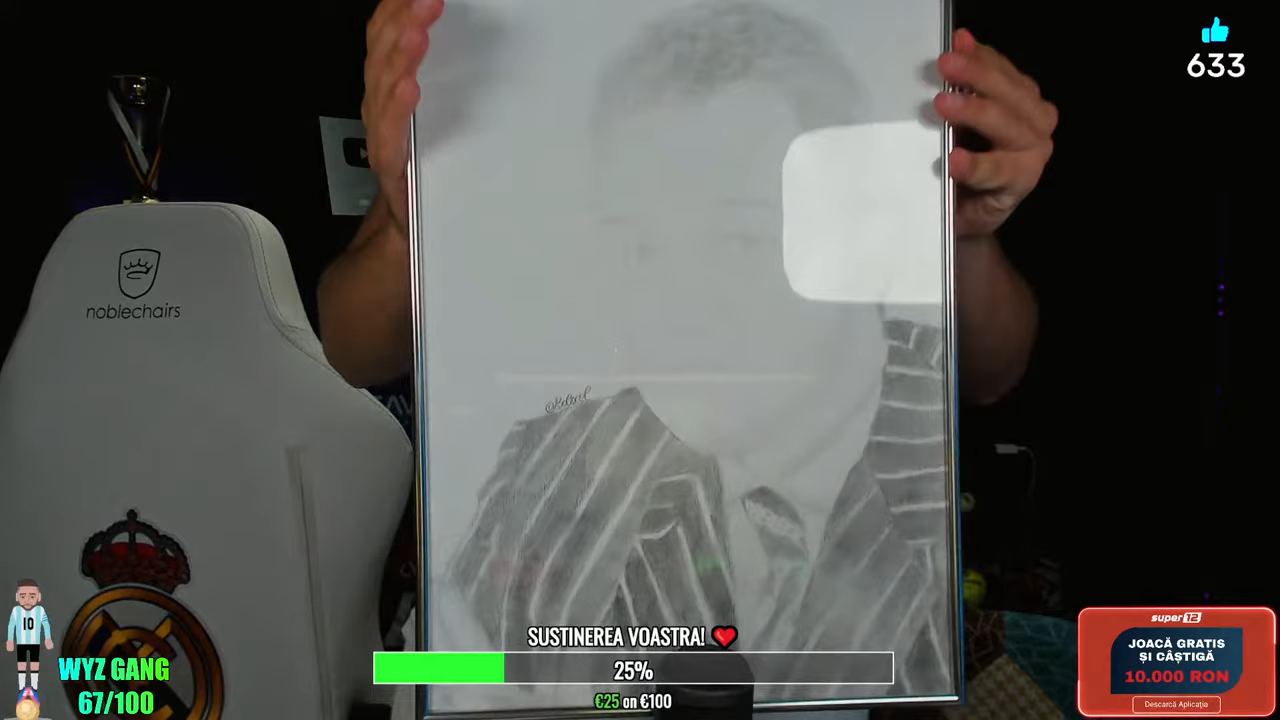 633
noblechairs
SUSTINEREA VOASTRA!
25%
€25 on €100
10
WYZ GANG
67/100
super12
JOACĂ GRATIS
ȘI CÂȘTIGĂ
10.000 RON
Descarcă Aplicația